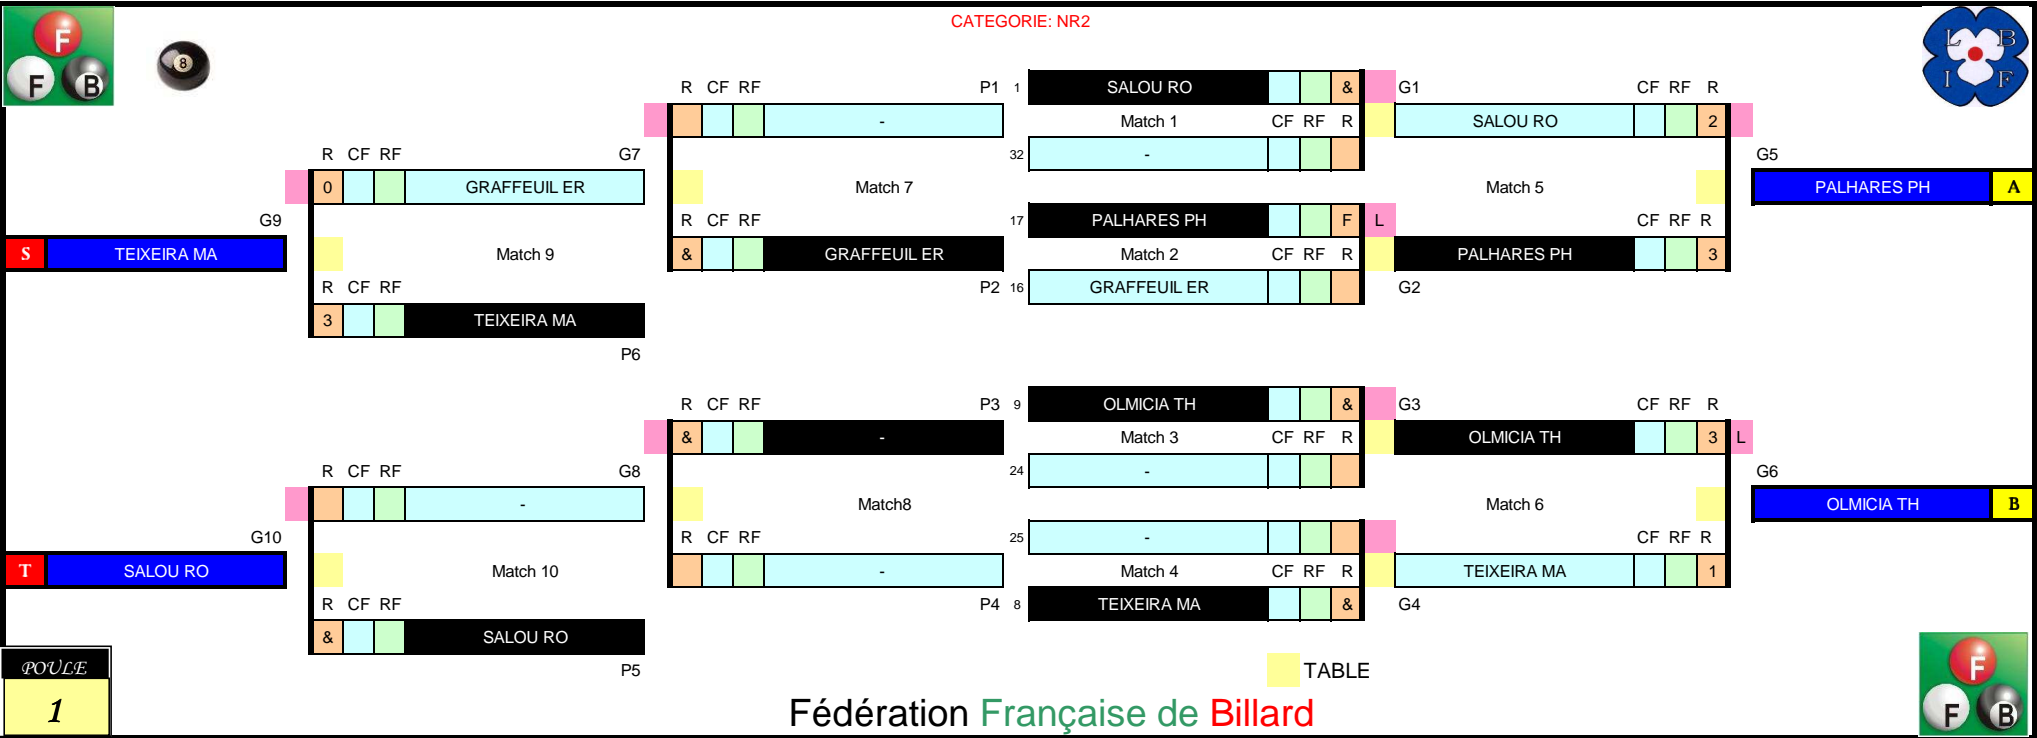 CATEGORIE: NR2
F
F B
8
L B
I F
R CF RF P1 1 SALOU RO & G1 CF RF R
- Match 1 CF RF R SALOU RO 2
R CF RF G7 32 - G5
0 GRAFFEUIL ER Match 7 Match 5 PALHARES PH A
G9 R CF RF 17 PALHARES PH F L CF RF R
S TEIXEIRA MA Match 9 & GRAFFEUIL ER Match 2 CF RF R PALHARES PH 3
R CF RF P2 16 GRAFFEUIL ER G2
3 TEIXEIRA MA
P6
R CF RF P3 9 OLMICIA TH & G3 CF RF R
& - Match 3 CF RF R OLMICIA TH 3 L
R CF RF G8 24 - G6
- Match8 Match 6 OLMICIA TH B
G10 R CF RF 25 - CF RF R
T SALOU RO Match 10 - Match 4 CF RF R TEIXEIRA MA 1
R CF RF P4 8 TEIXEIRA MA & G4
& SALOU RO
POULE P5 TABLE
1
Fédération Française de Billard
F
F B